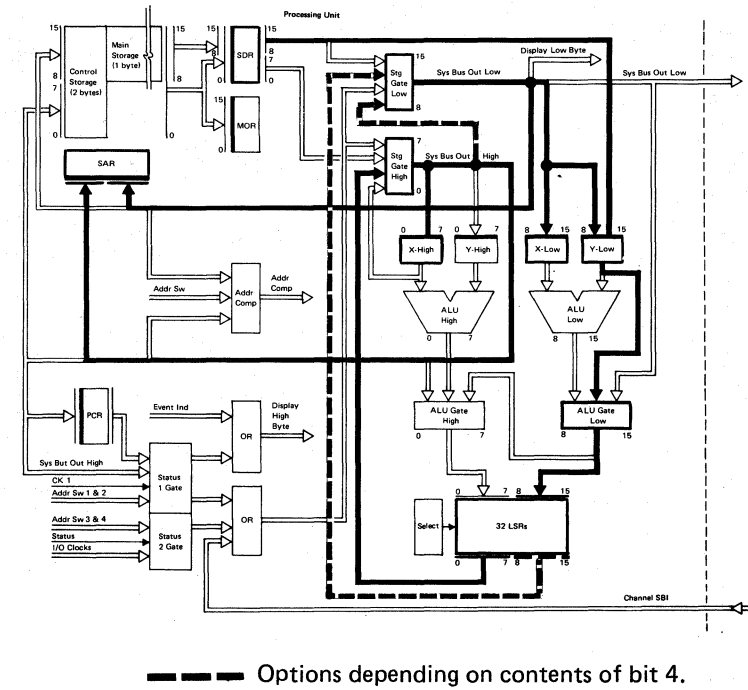 Processing Unit
15
15
15
15
Main
Storage
(1 byte)
8
SDR
8
7
Control
Storage
(2 bytes)
8
7
8
0
0
15
MOR
0
0
0
SAR
15
Stg
Gate
Low
8
Sys Bus Out Low
Display Low Byte
Sys Bus Out Low
7
Stg
Gate
High
0
Sys Bus Out High
0 7
X-High
0 7
Y-High
8 15
X-Low
8 15
Y-Low
Addr Sw
Addr
Comp
Addr
Comp
ALU
High
0 7
ALU
Low
8 15
PCR
Event Ind
OR
Display
High
Byte
ALU Gate
High
0 7
ALU Gate
Low
8 15
Sys But Out High
CK 1
Addr Sw 1 & 2
Status
1 Gate
Addr Sw 3 & 4
Status
I/O Clocks
Status
2 Gate
OR
Select
0 7 8 15
32 LSRs
0 7 8 15
Channel SBI
Options depending on contents of bit 4.